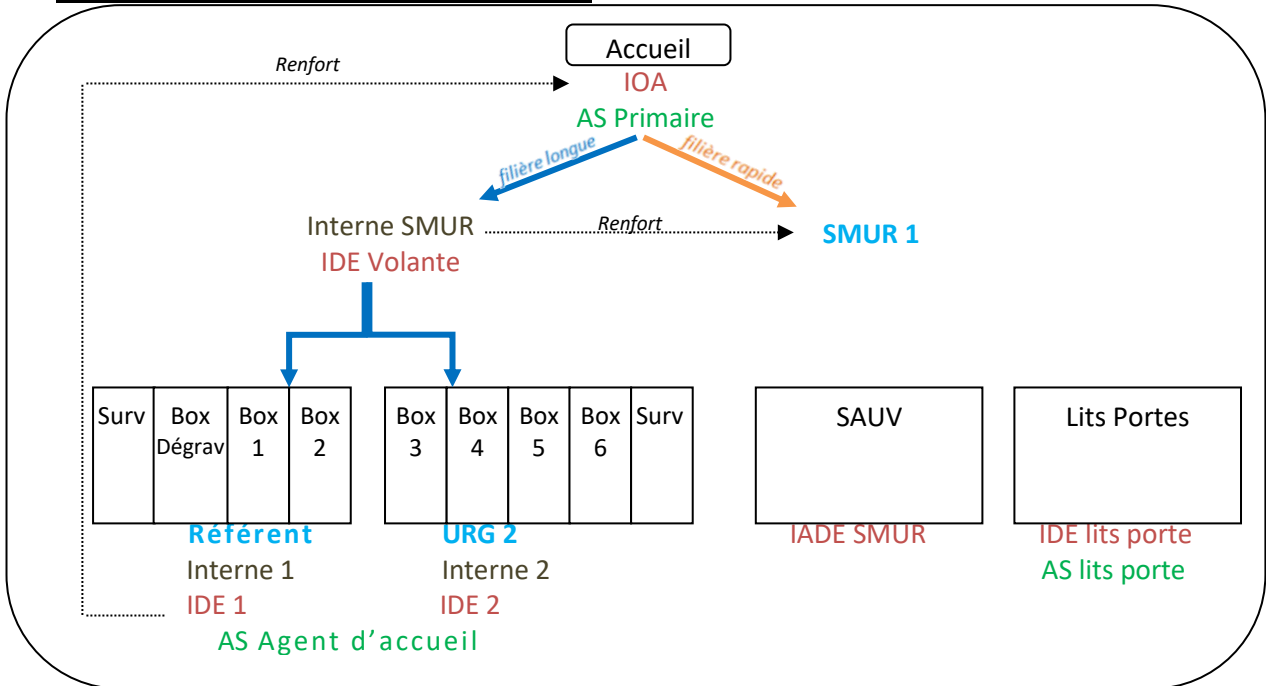 Accueil
Renfort
IOA
AS Primaire
filière longue
filière rapide
Interne SMUR
Renfort
SMUR 1
IDE Volante
Surv
Box
Dégrav
Box
1
Box
2
Box
3
Box
4
Box
5
Box
6
Surv
SAUV
Lits Portes
Référent
Interne 1
IDE 1
URG 2
Interne 2
IDE 2
AS Agent d’accueil
IADE SMUR
IDE lits porte
AS lits porte